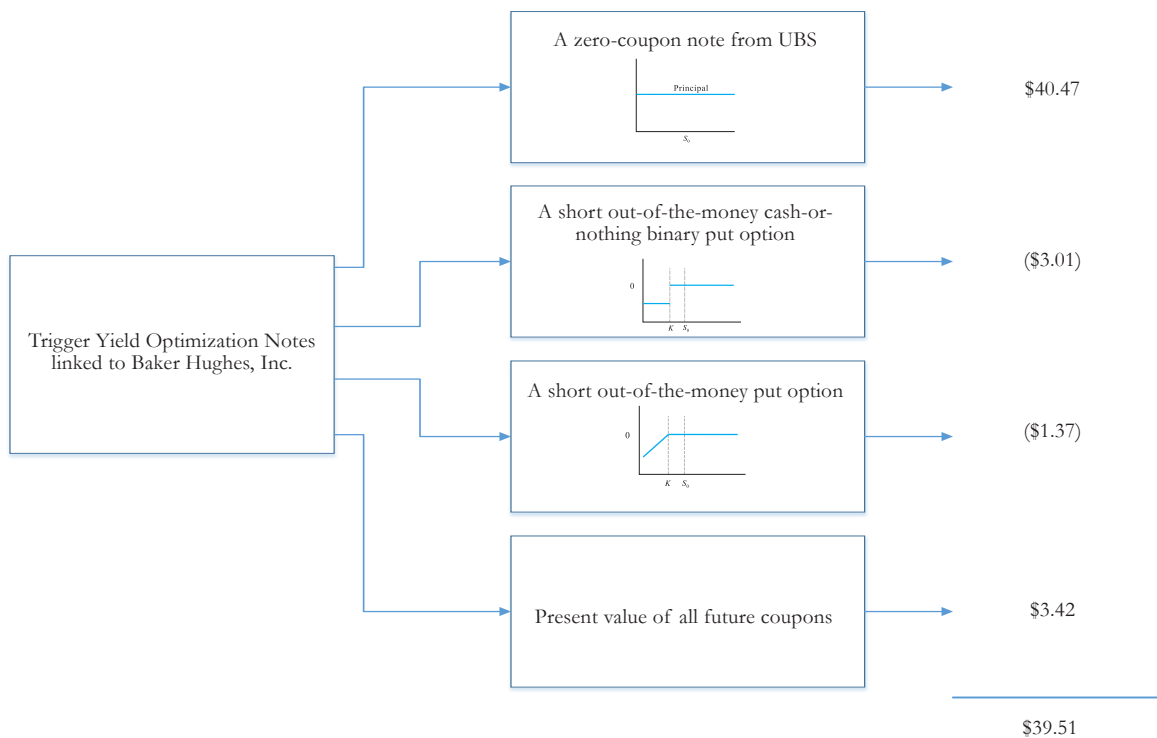 A zero-coupon note from UBS
Principal
S₀
$40.47
A short out-of-the-money cash-or-
nothing binary put option
0
K S₀
($3.01)
Trigger Yield Optimization Notes
linked to Baker Hughes, Inc.
A short out-of-the-money put option
0
K S₀
($1.37)
Present value of all future coupons
$3.42
$39.51